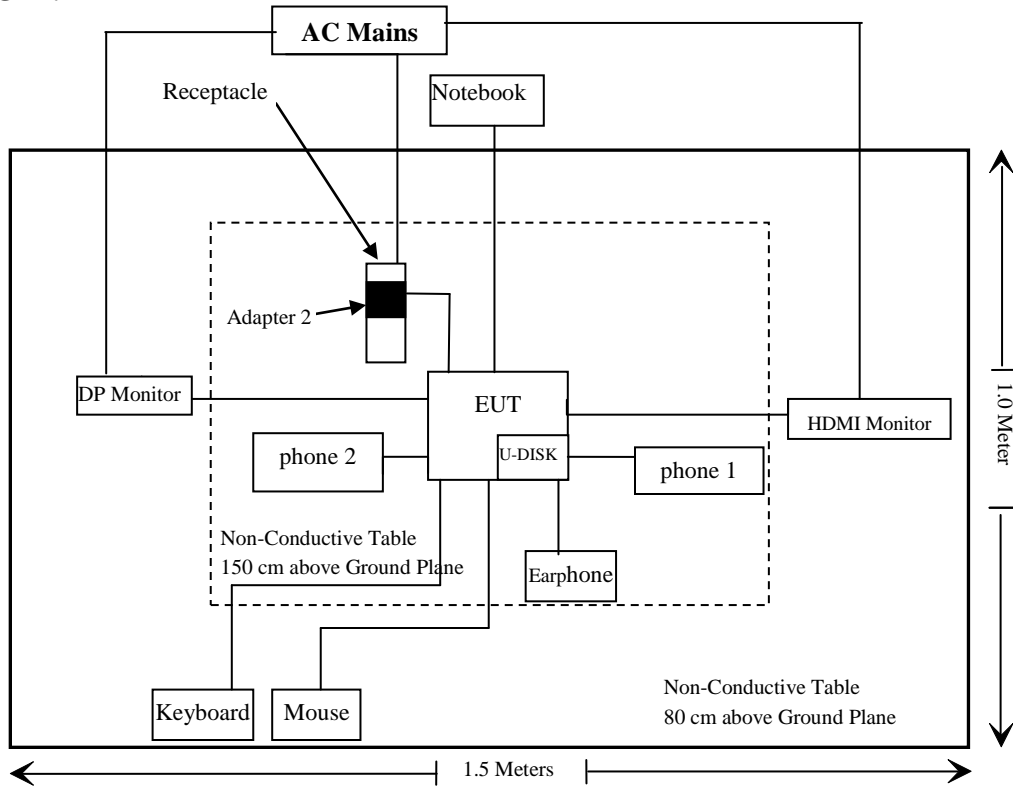 AC Mains
Receptacle
Notebook
Adapter 2
DP Monitor
EUT
HDMI Monitor
1.0 Meter
phone 2
U-DISK
phone 1
Non-Conductive Table
150 cm above Ground Plane
Earphone
Keyboard
Mouse
Non-Conductive Table
80 cm above Ground Plane
1.5 Meters